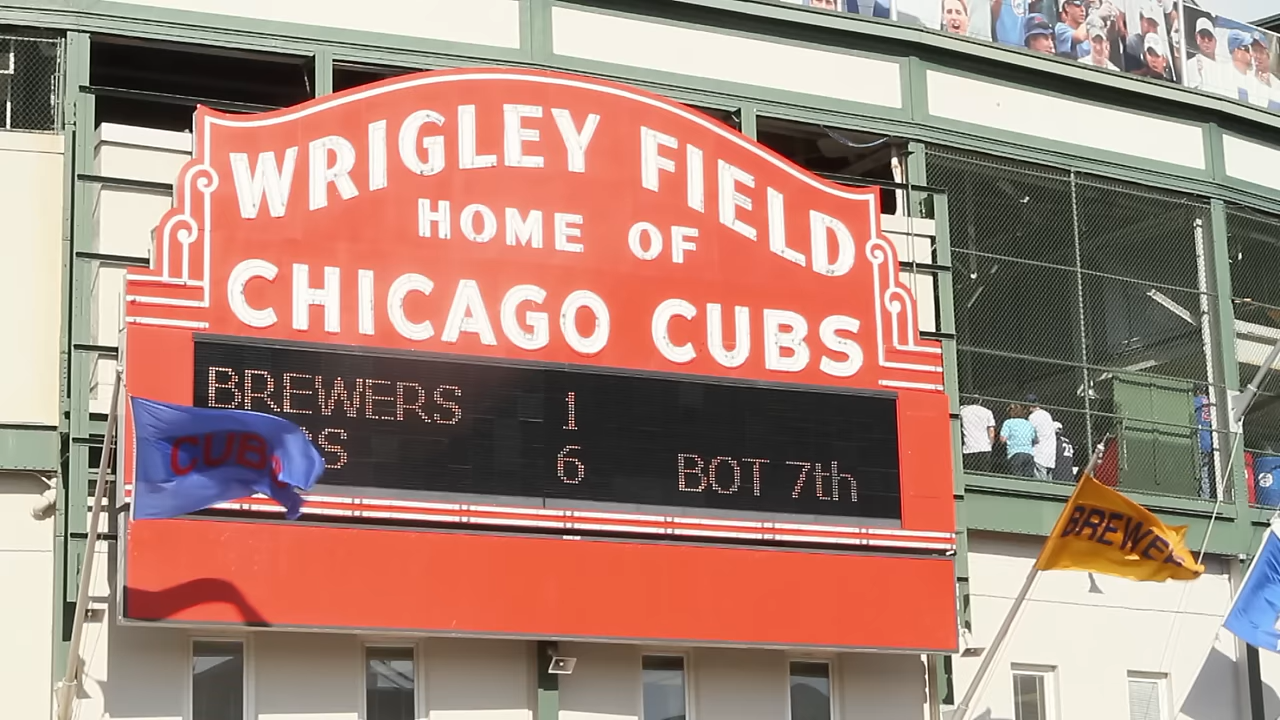 WRIGLEY FIELD
HOME OF
CHICAGO CUBS
BREWERS 1
6 BOT 7th
CUBS